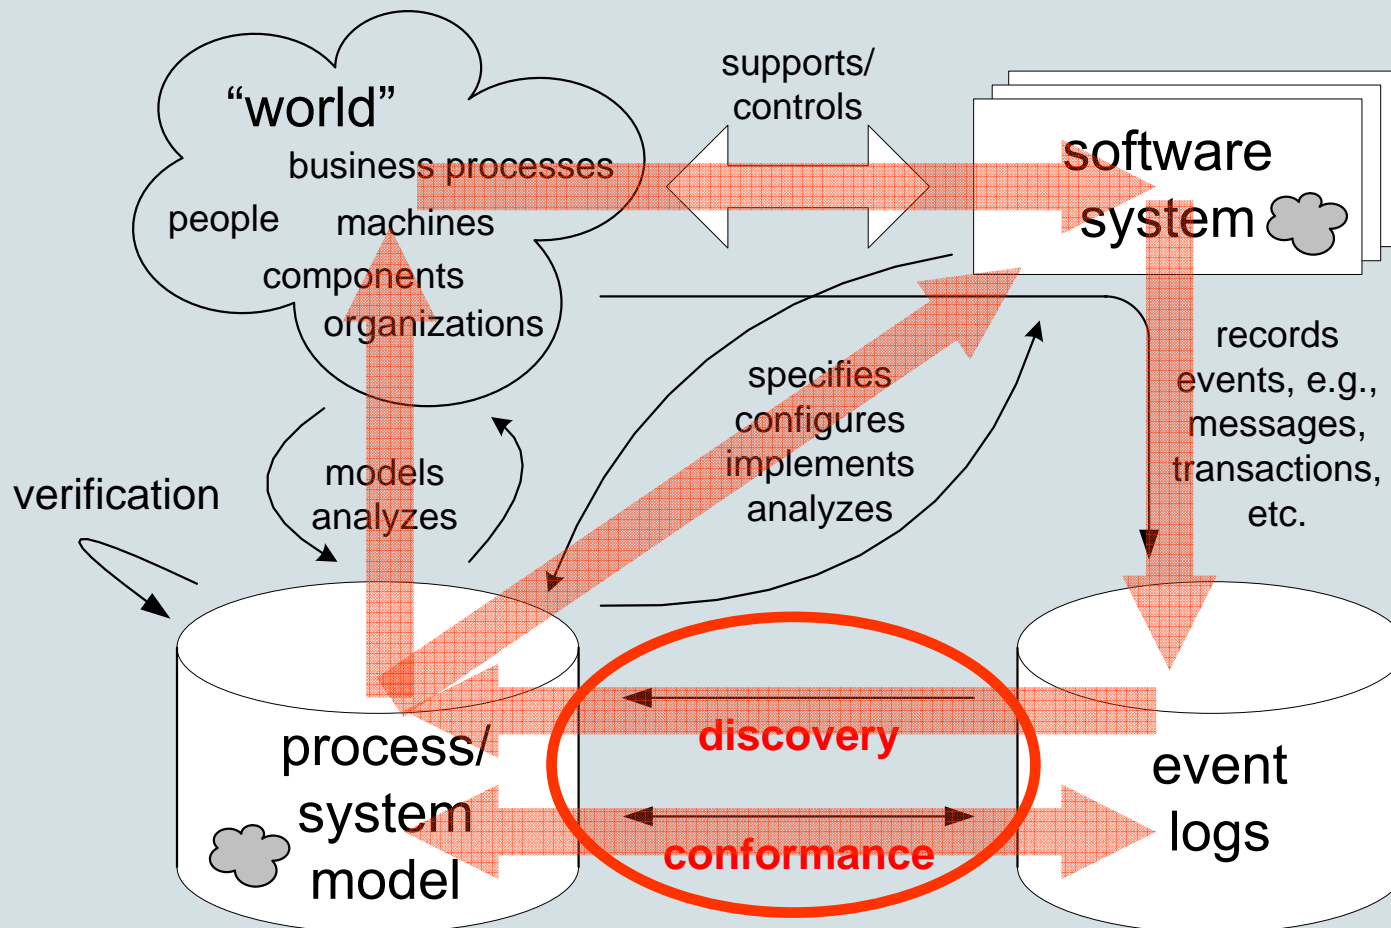 “world”
business processes
people
machines
components
organizations
supports/
controls
software
system
records
events, e.g.,
messages,
transactions,
etc.
specifies
configures
implements
analyzes
models
analyzes
verification
discovery
conformance
process/
system
model
event
logs